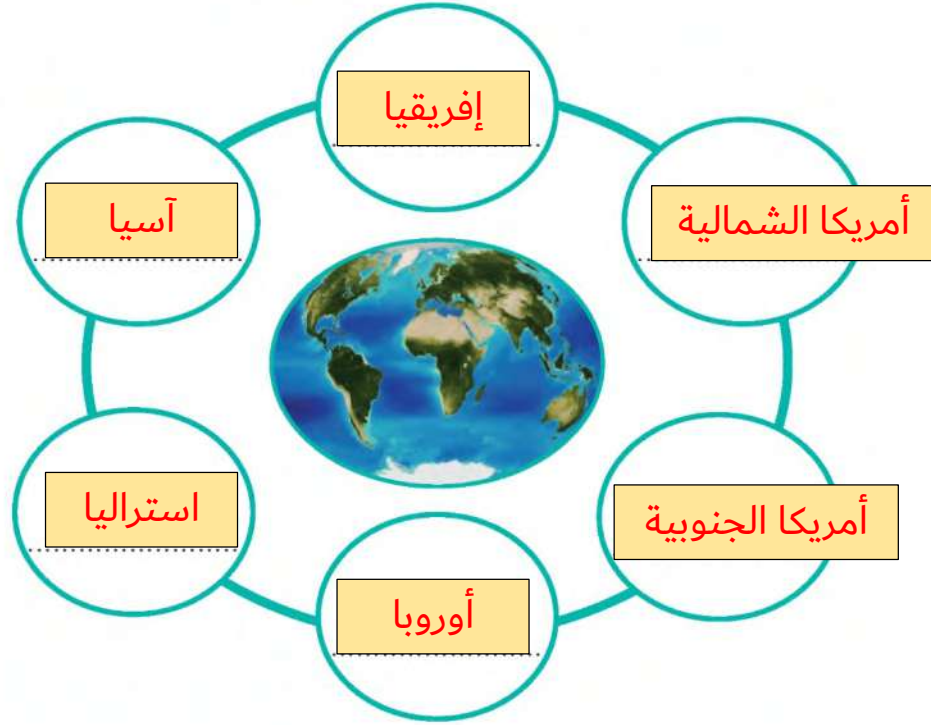 إفريقيا
أمريكا الشمالية
آسيا
أمريكا الجنوبية
استراليا
أوروبا